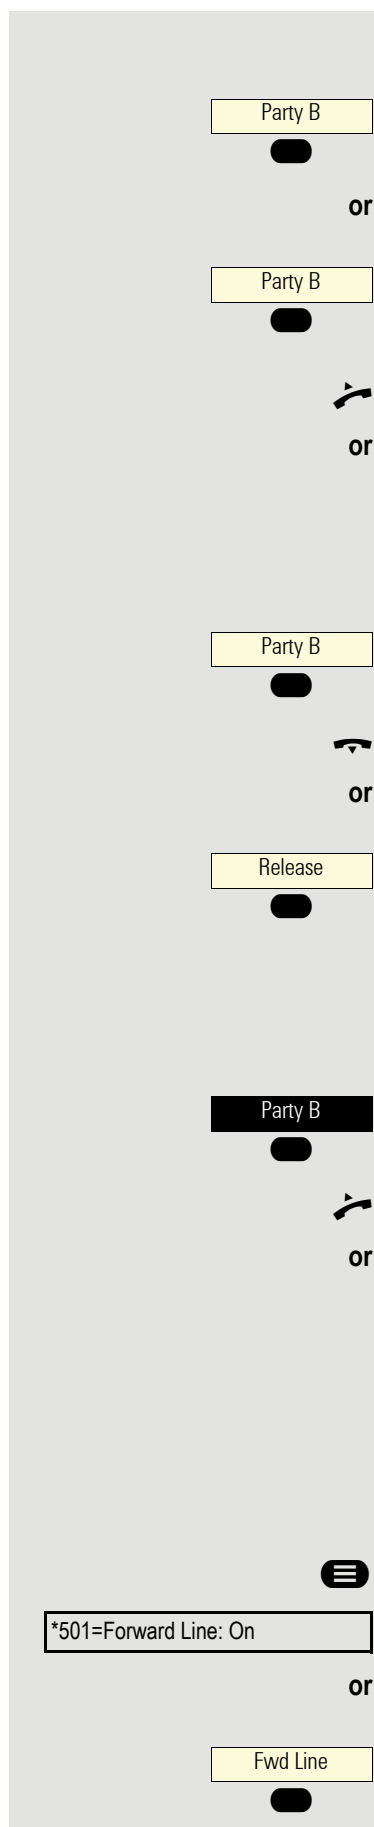 Party B
or
Party B
or
Party B
or
Release
Party B
or
*501=Forward Line: On
or
Fwd Line